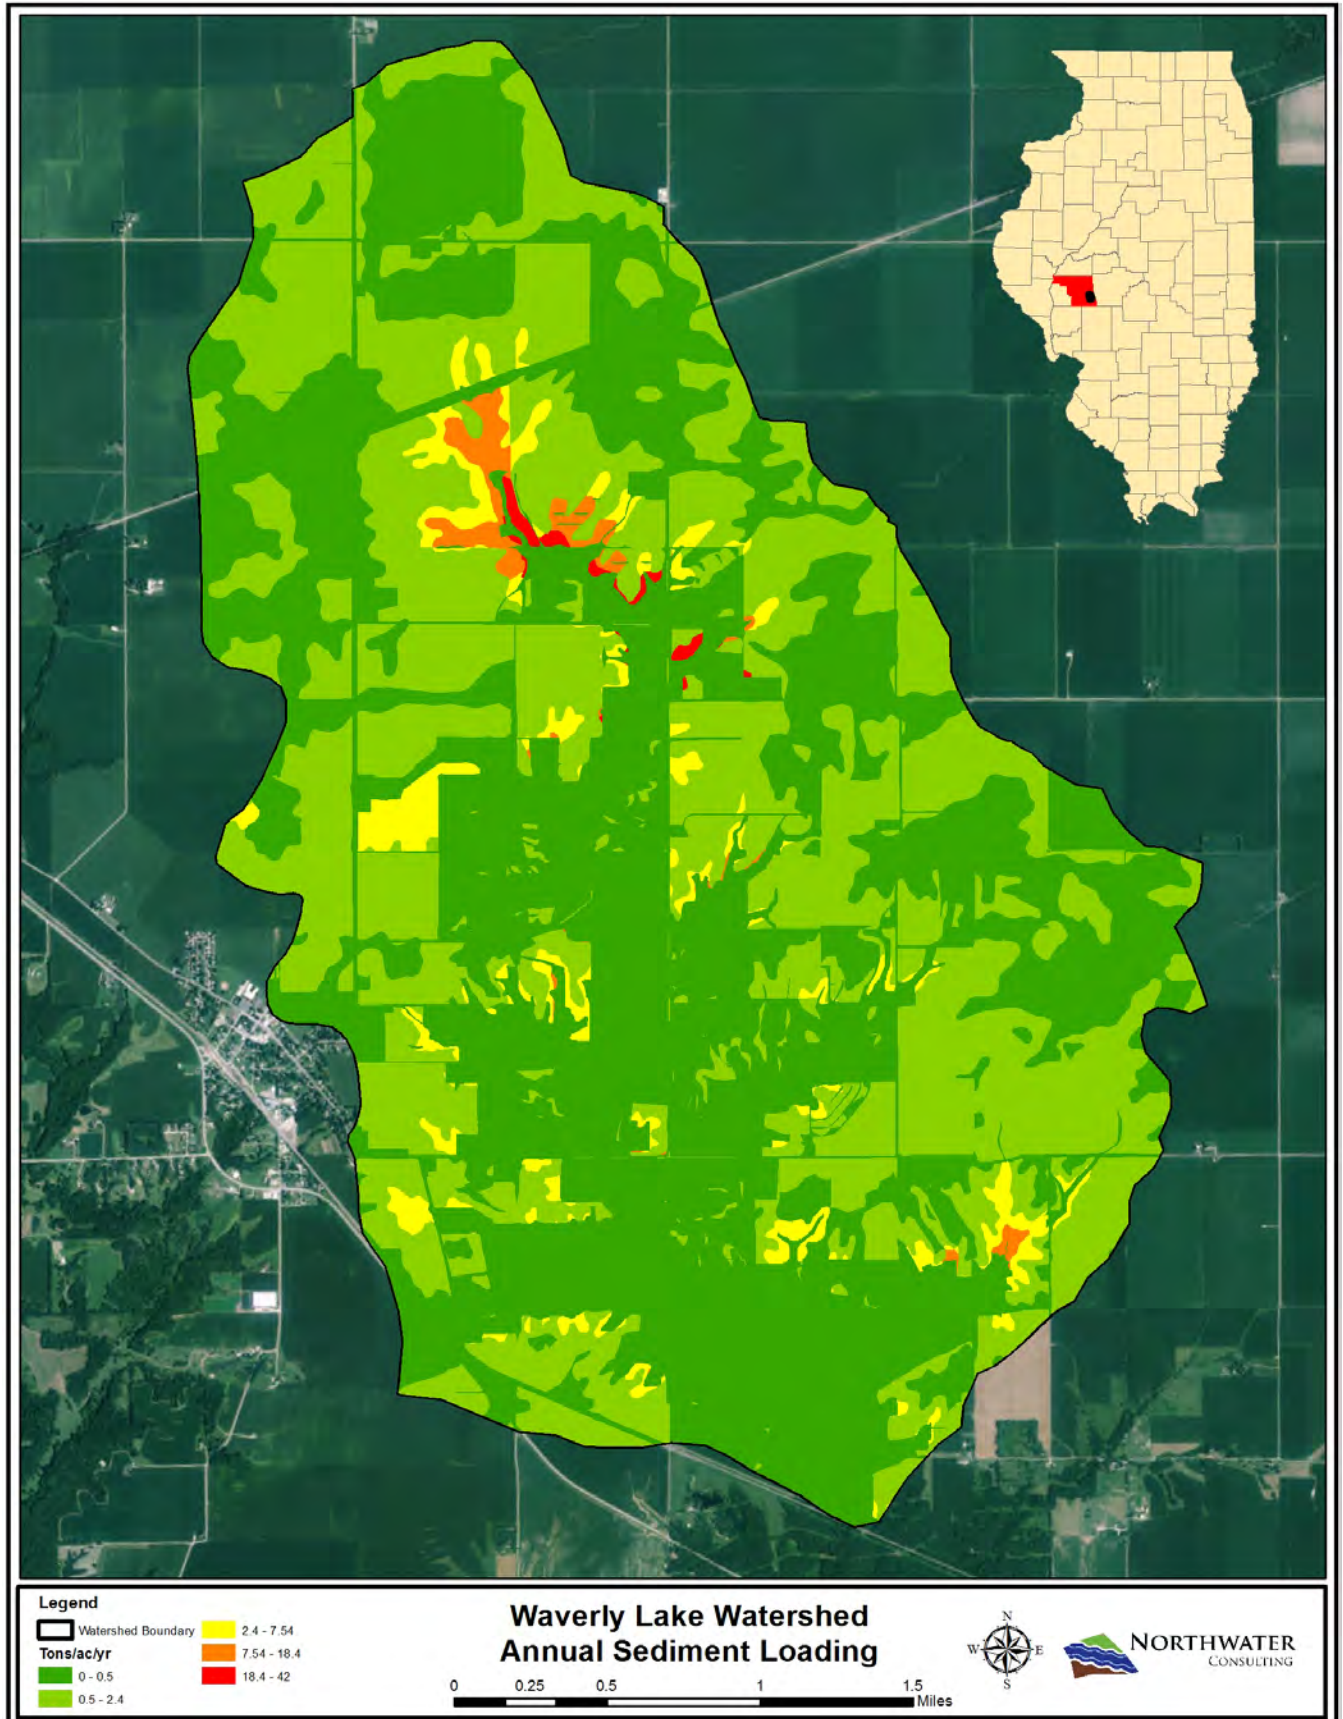 Legend
Watershed Boundary
Tons/ac/yr
0 - 0.5
0.5 - 2.4
2.4 - 7.54
7.54 - 18.4
18.4 - 42
Waverly Lake Watershed
Annual Sediment Loading
0 0.25 0.5 1 1.5
Miles
N
W E
S
NORTHWATER
CONSULTING